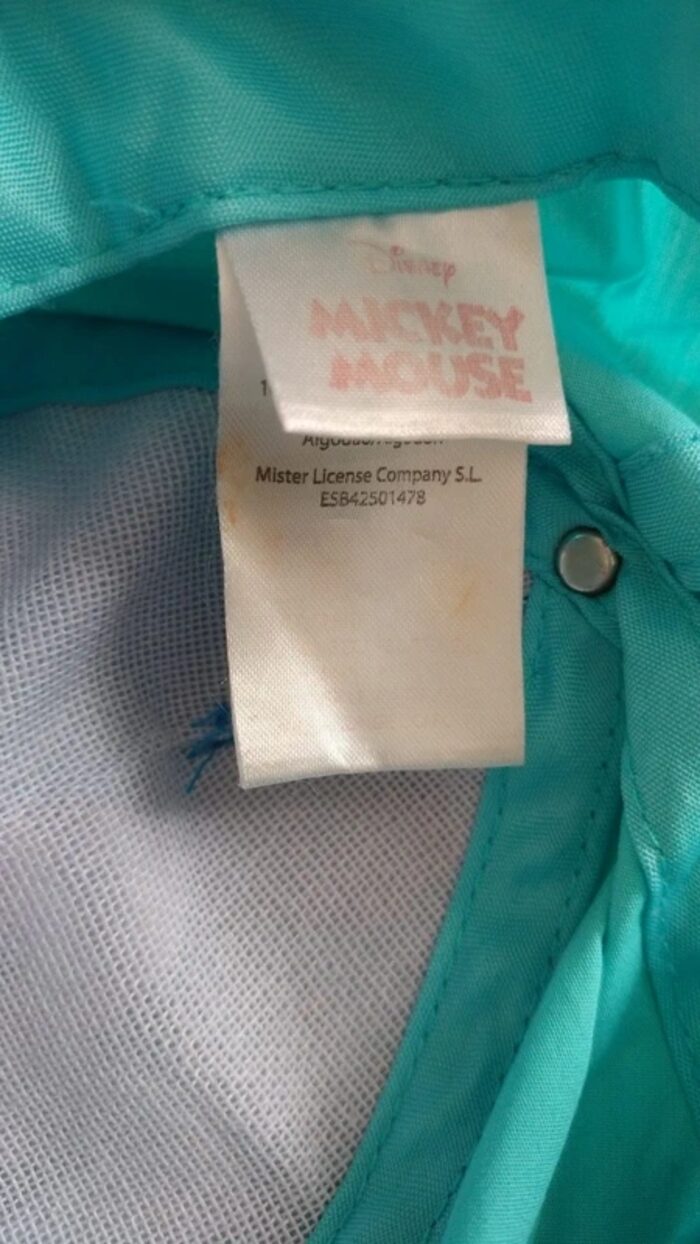 Disney
MICKEY
MOUSE
Mister License Company S.L.
ESB42501478